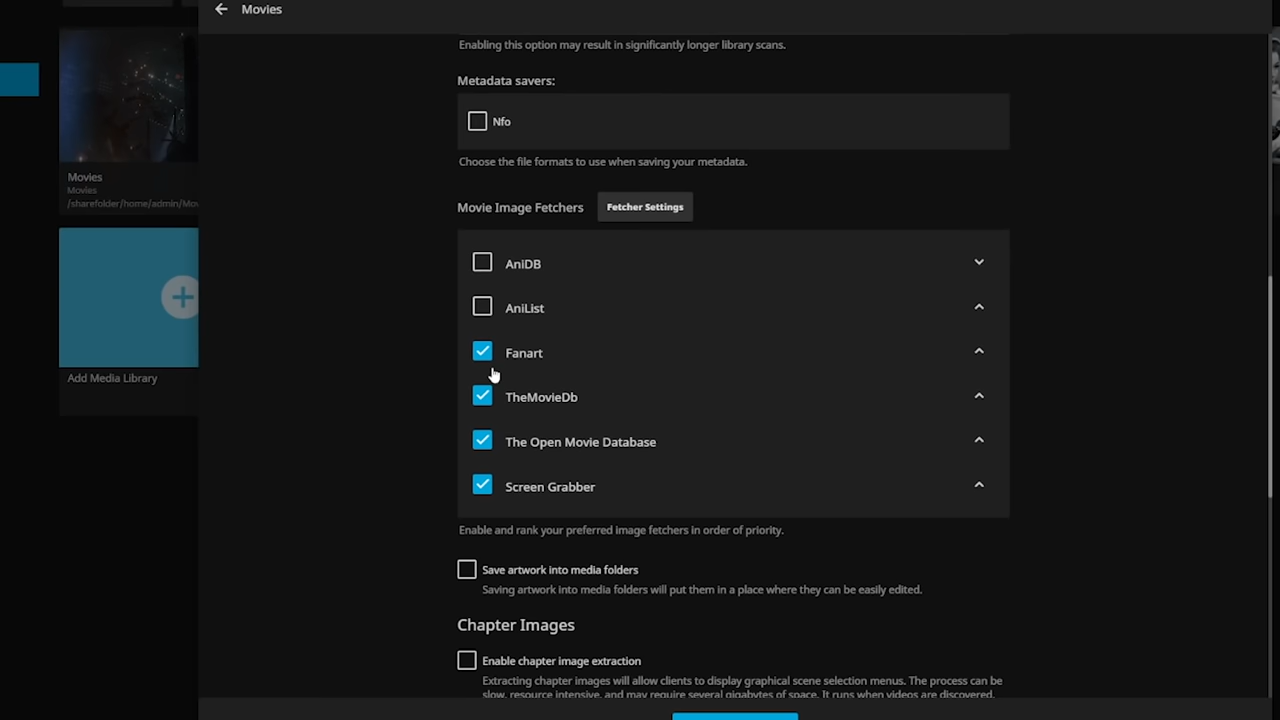 Movies
Enabling this option may result in significantly longer library scans.
Metadata savers:
Nfo
Choose the file formats to use when saving your metadata.
Movie Image Fetchers
Fetcher Settings
AniDB
AniList
Fanart
TheMovieDb
The Open Movie Database
Screen Grabber
Enable and rank your preferred image fetchers in order of priority.
Save artwork into media folders
Saving artwork into media folders will put them in a place where they can be easily edited.
Chapter Images
Enable chapter image extraction
Extracting chapter images will allow clients to display graphical scene selection menus. The process can be
slow, resource intensive, and may require several gigabytes of space. It runs when videos are discovered,
Movies
Movies
/sharefolder/home/admin/Mov
Add Media Library